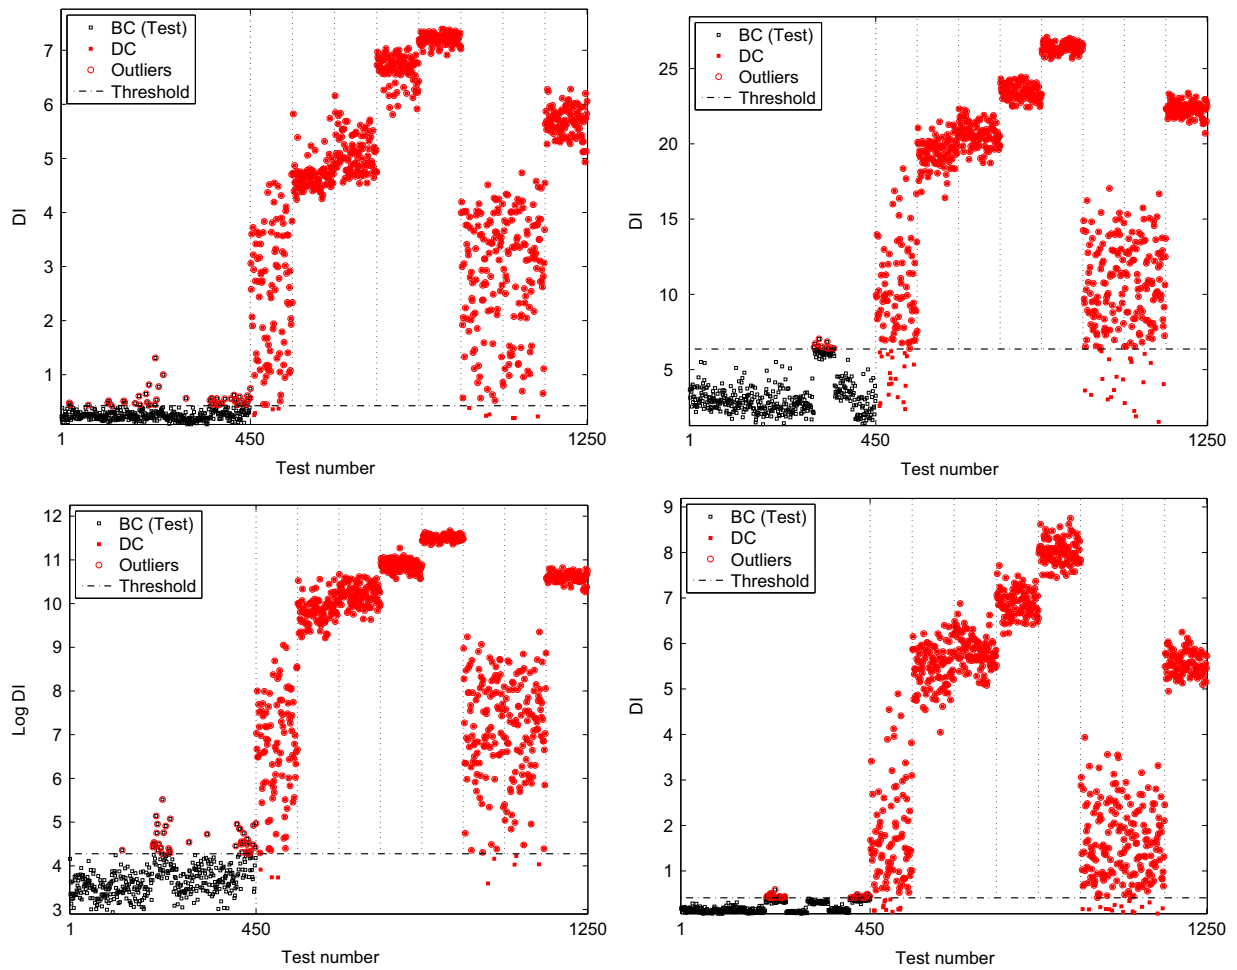 BC (Test)
DC
Outliers
Threshold
7
6
5
4
3
2
1
DI
1
450
1250
Test number
BC (Test)
DC
Outliers
Threshold
25
20
15
10
5
DI
1
450
1250
Test number
BC (Test)
DC
Outliers
Threshold
12
11
10
9
8
7
6
5
4
3
Log DI
1
450
1250
Test number
BC (Test)
DC
Outliers
Threshold
9
8
7
6
5
4
3
2
1
DI
1
450
1250
Test number